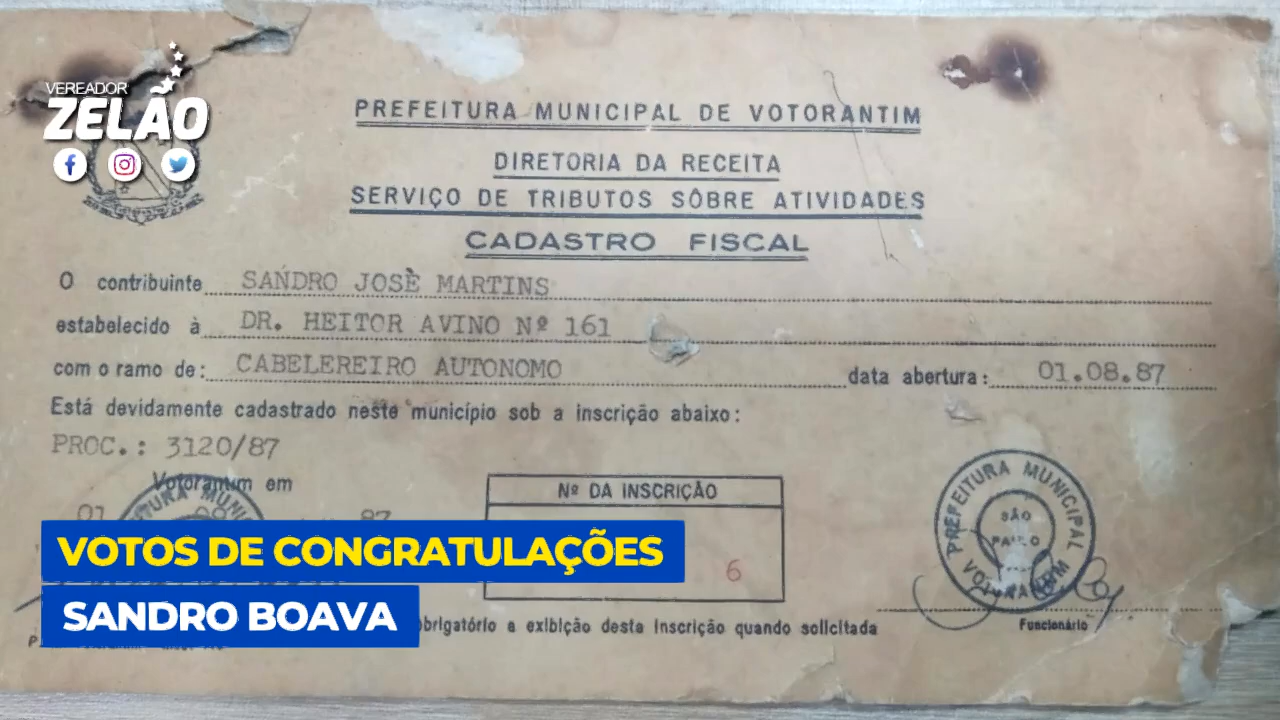 VEREADOR
ZELÃO
PREFEITURA MUNICIPAL DE VOTORANTIM
DIRETORIA DA RECEITA
SERVIÇO DE TRIBUTOS SÔBRE ATIVIDADES
CADASTRO FISCAL
O contribuinte SANDRO JOSÈ MARTINS
estabelecido à DR. HEITOR AVINO Nº 161
com o ramo de: CABELEREIRO AUTONOMO data abertura: 01.08.87
Está devidamente cadastrado neste município sob a inscrição abaixo:
PROC.: 3120/87
Votorantim em
01 87
Nº DA INSCRIÇÃO
6
PREFEITURA MUNICIPAL
SÃO
PAULO
VOTORANTIM
VOTOS DE CONGRATULAÇÕES
SANDRO BOAVA
obrigatório a exibição desta inscrição quando solicitada
Funcionário